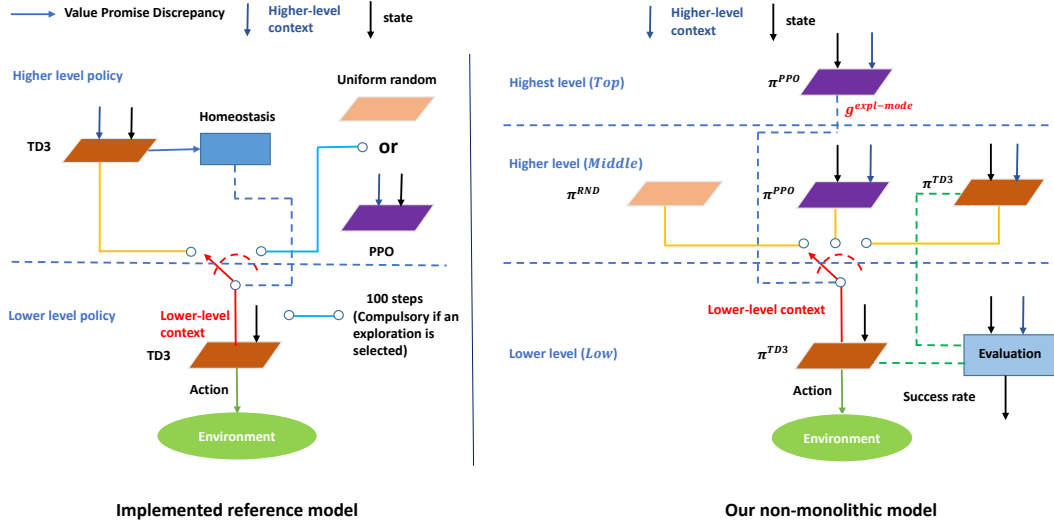 Value Promise Discrepancy
Higher-level
context
state
Higher level policy
Uniform random
TD3
Homeostasis
or
PPO
Lower level policy
Lower-level
context
100 steps
(Compulsory if an
exploration is
selected)
TD3
Action
Environment
Implemented reference model
Higher-level
context
state
Highest level (Top)
π^PPO
g^expl-mode
Higher level (Middle)
π^RND
π^PPO
π^TD3
Lower-level context
Lower level (Low)
π^TD3
Evaluation
Action
Success rate
Environment
Our non-monolithic model